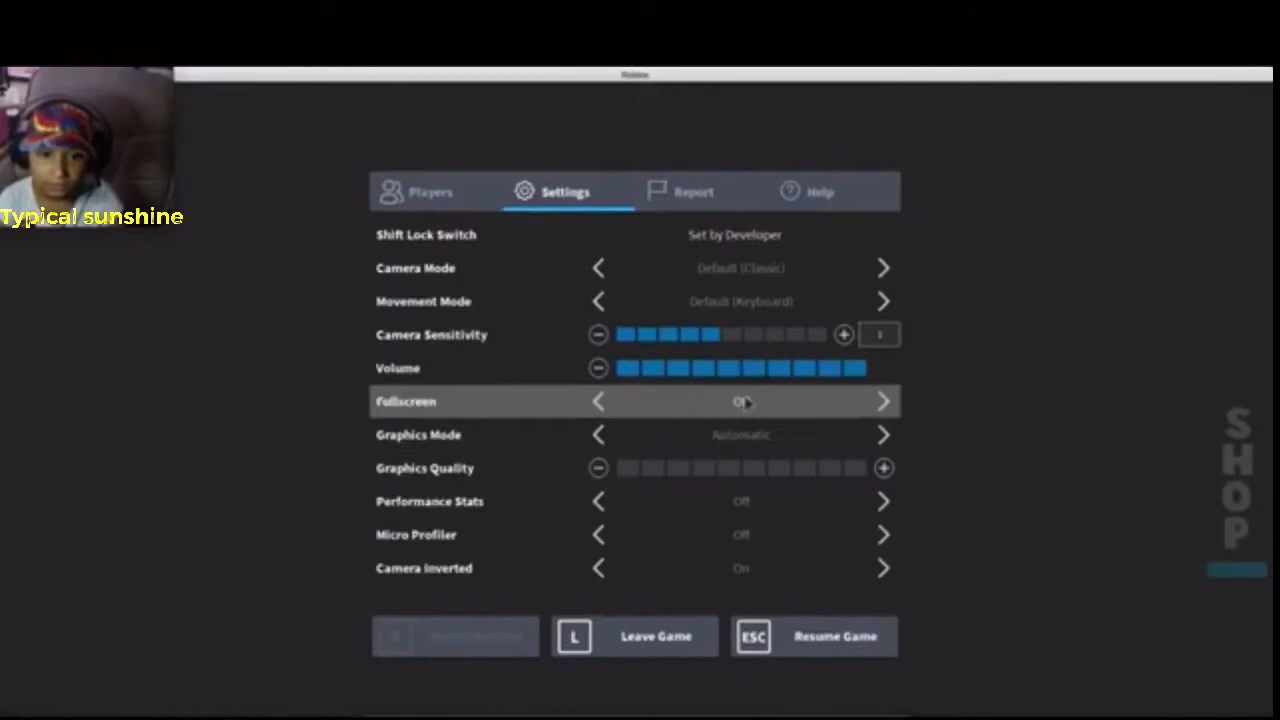 Roblox
Players Settings Report Help
Typical sunshine
Shift Lock Switch Set by Developer
Camera Mode Default (Classic)
Movement Mode Default (Keyboard)
Camera Sensitivity 1
Volume
Fullscreen
Graphics Mode Automatic
Graphics Quality
Performance Stats Off
Micro Profiler Off
Camera Inverted On
SHOP
L Leave Game ESC Resume Game